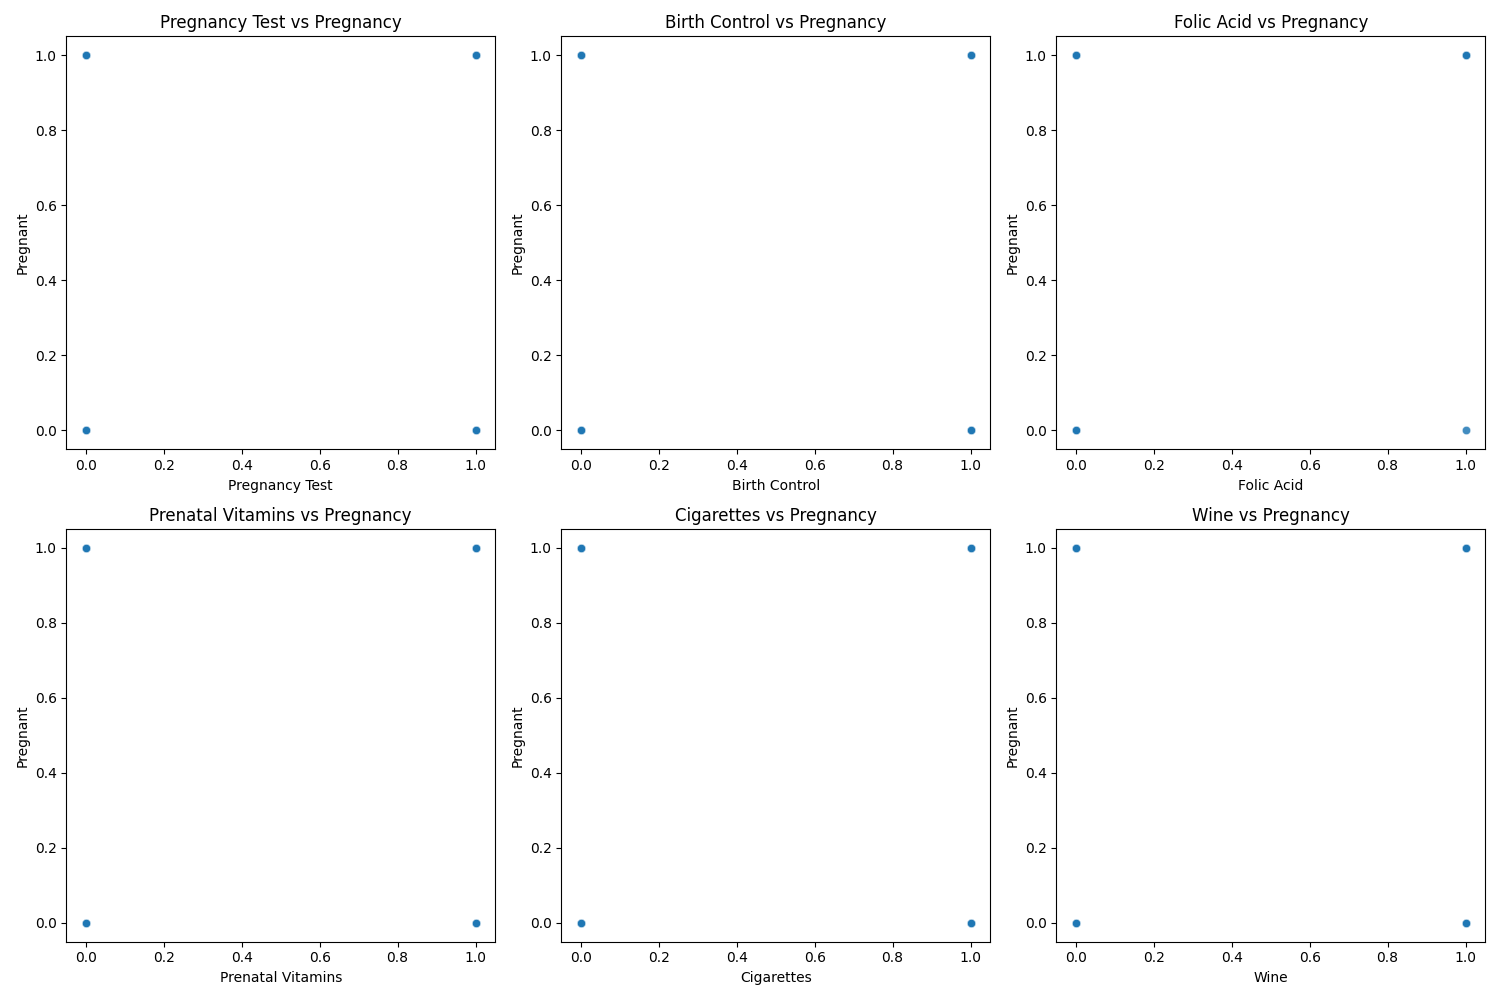 Pregnancy Test vs Pregnancy
1.0
0.8
0.6
0.4
0.2
0.0
Pregnant
0.0 0.2 0.4 0.6 0.8 1.0
Pregnancy Test
Birth Control vs Pregnancy
1.0
0.8
0.6
0.4
0.2
0.0
Pregnant
0.0 0.2 0.4 0.6 0.8 1.0
Birth Control
Folic Acid vs Pregnancy
1.0
0.8
0.6
0.4
0.2
0.0
Pregnant
0.0 0.2 0.4 0.6 0.8 1.0
Folic Acid
Prenatal Vitamins vs Pregnancy
1.0
0.8
0.6
0.4
0.2
0.0
Pregnant
0.0 0.2 0.4 0.6 0.8 1.0
Prenatal Vitamins
Cigarettes vs Pregnancy
1.0
0.8
0.6
0.4
0.2
0.0
Pregnant
0.0 0.2 0.4 0.6 0.8 1.0
Cigarettes
Wine vs Pregnancy
1.0
0.8
0.6
0.4
0.2
0.0
Pregnant
0.0 0.2 0.4 0.6 0.8 1.0
Wine